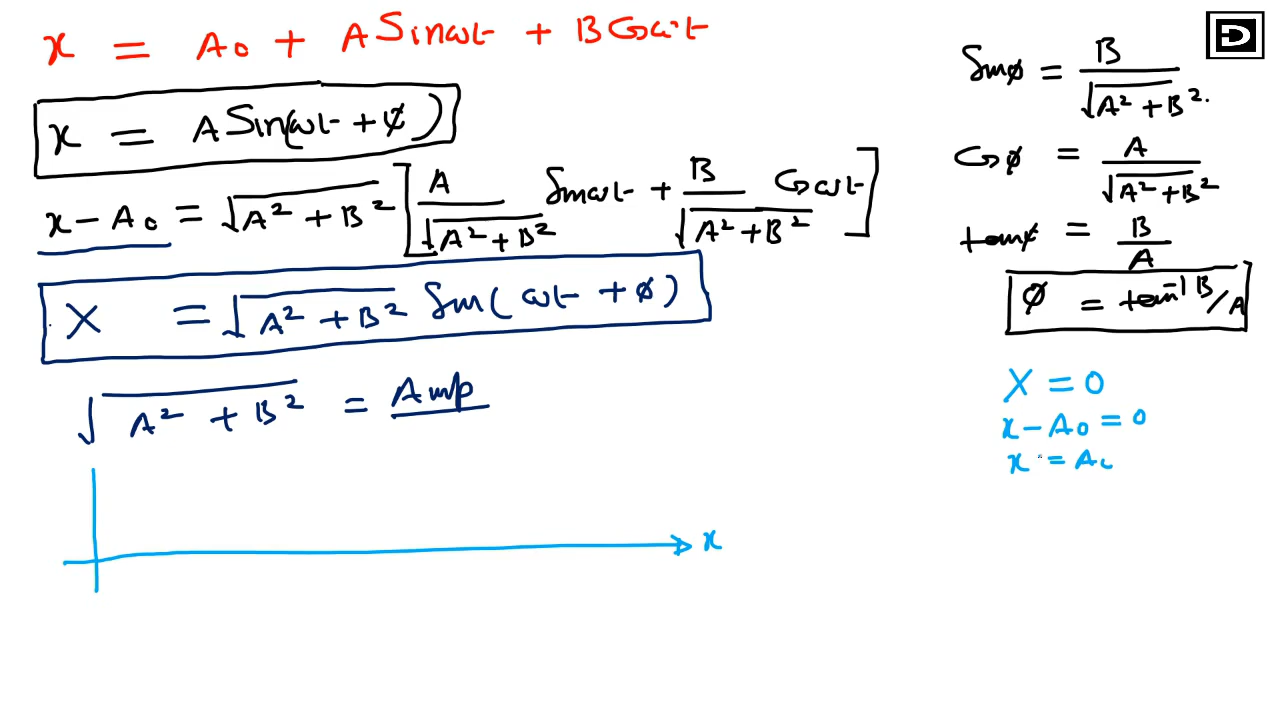 x = A₀ + A Sinωt + B Cosωt
x = A Sin(ωt + φ)
x - A₀ = √(A² + B²) [A/√(A² + B²) Sinωt + B/√(A² + B²) Cosωt]
X = √(A² + B²) Sin(ωt + φ)
√(A² + B²) = Amp
x
Sinφ = B/√(A² + B²)
Cosφ = A/√(A² + B²)
tanφ = B/A
φ = tan⁻¹ B/A
X = 0
x - A₀ = 0
x = A₀